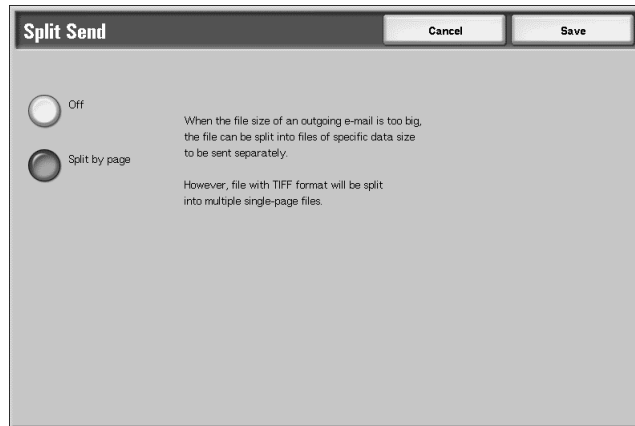 Split Send
Cancel
Save
Off
Split by page
When the file size of an outgoing e-mail is too big,
the file can be split into files of specific data size
to be sent separately.
However, file with TIFF format will be split
into multiple single-page files.